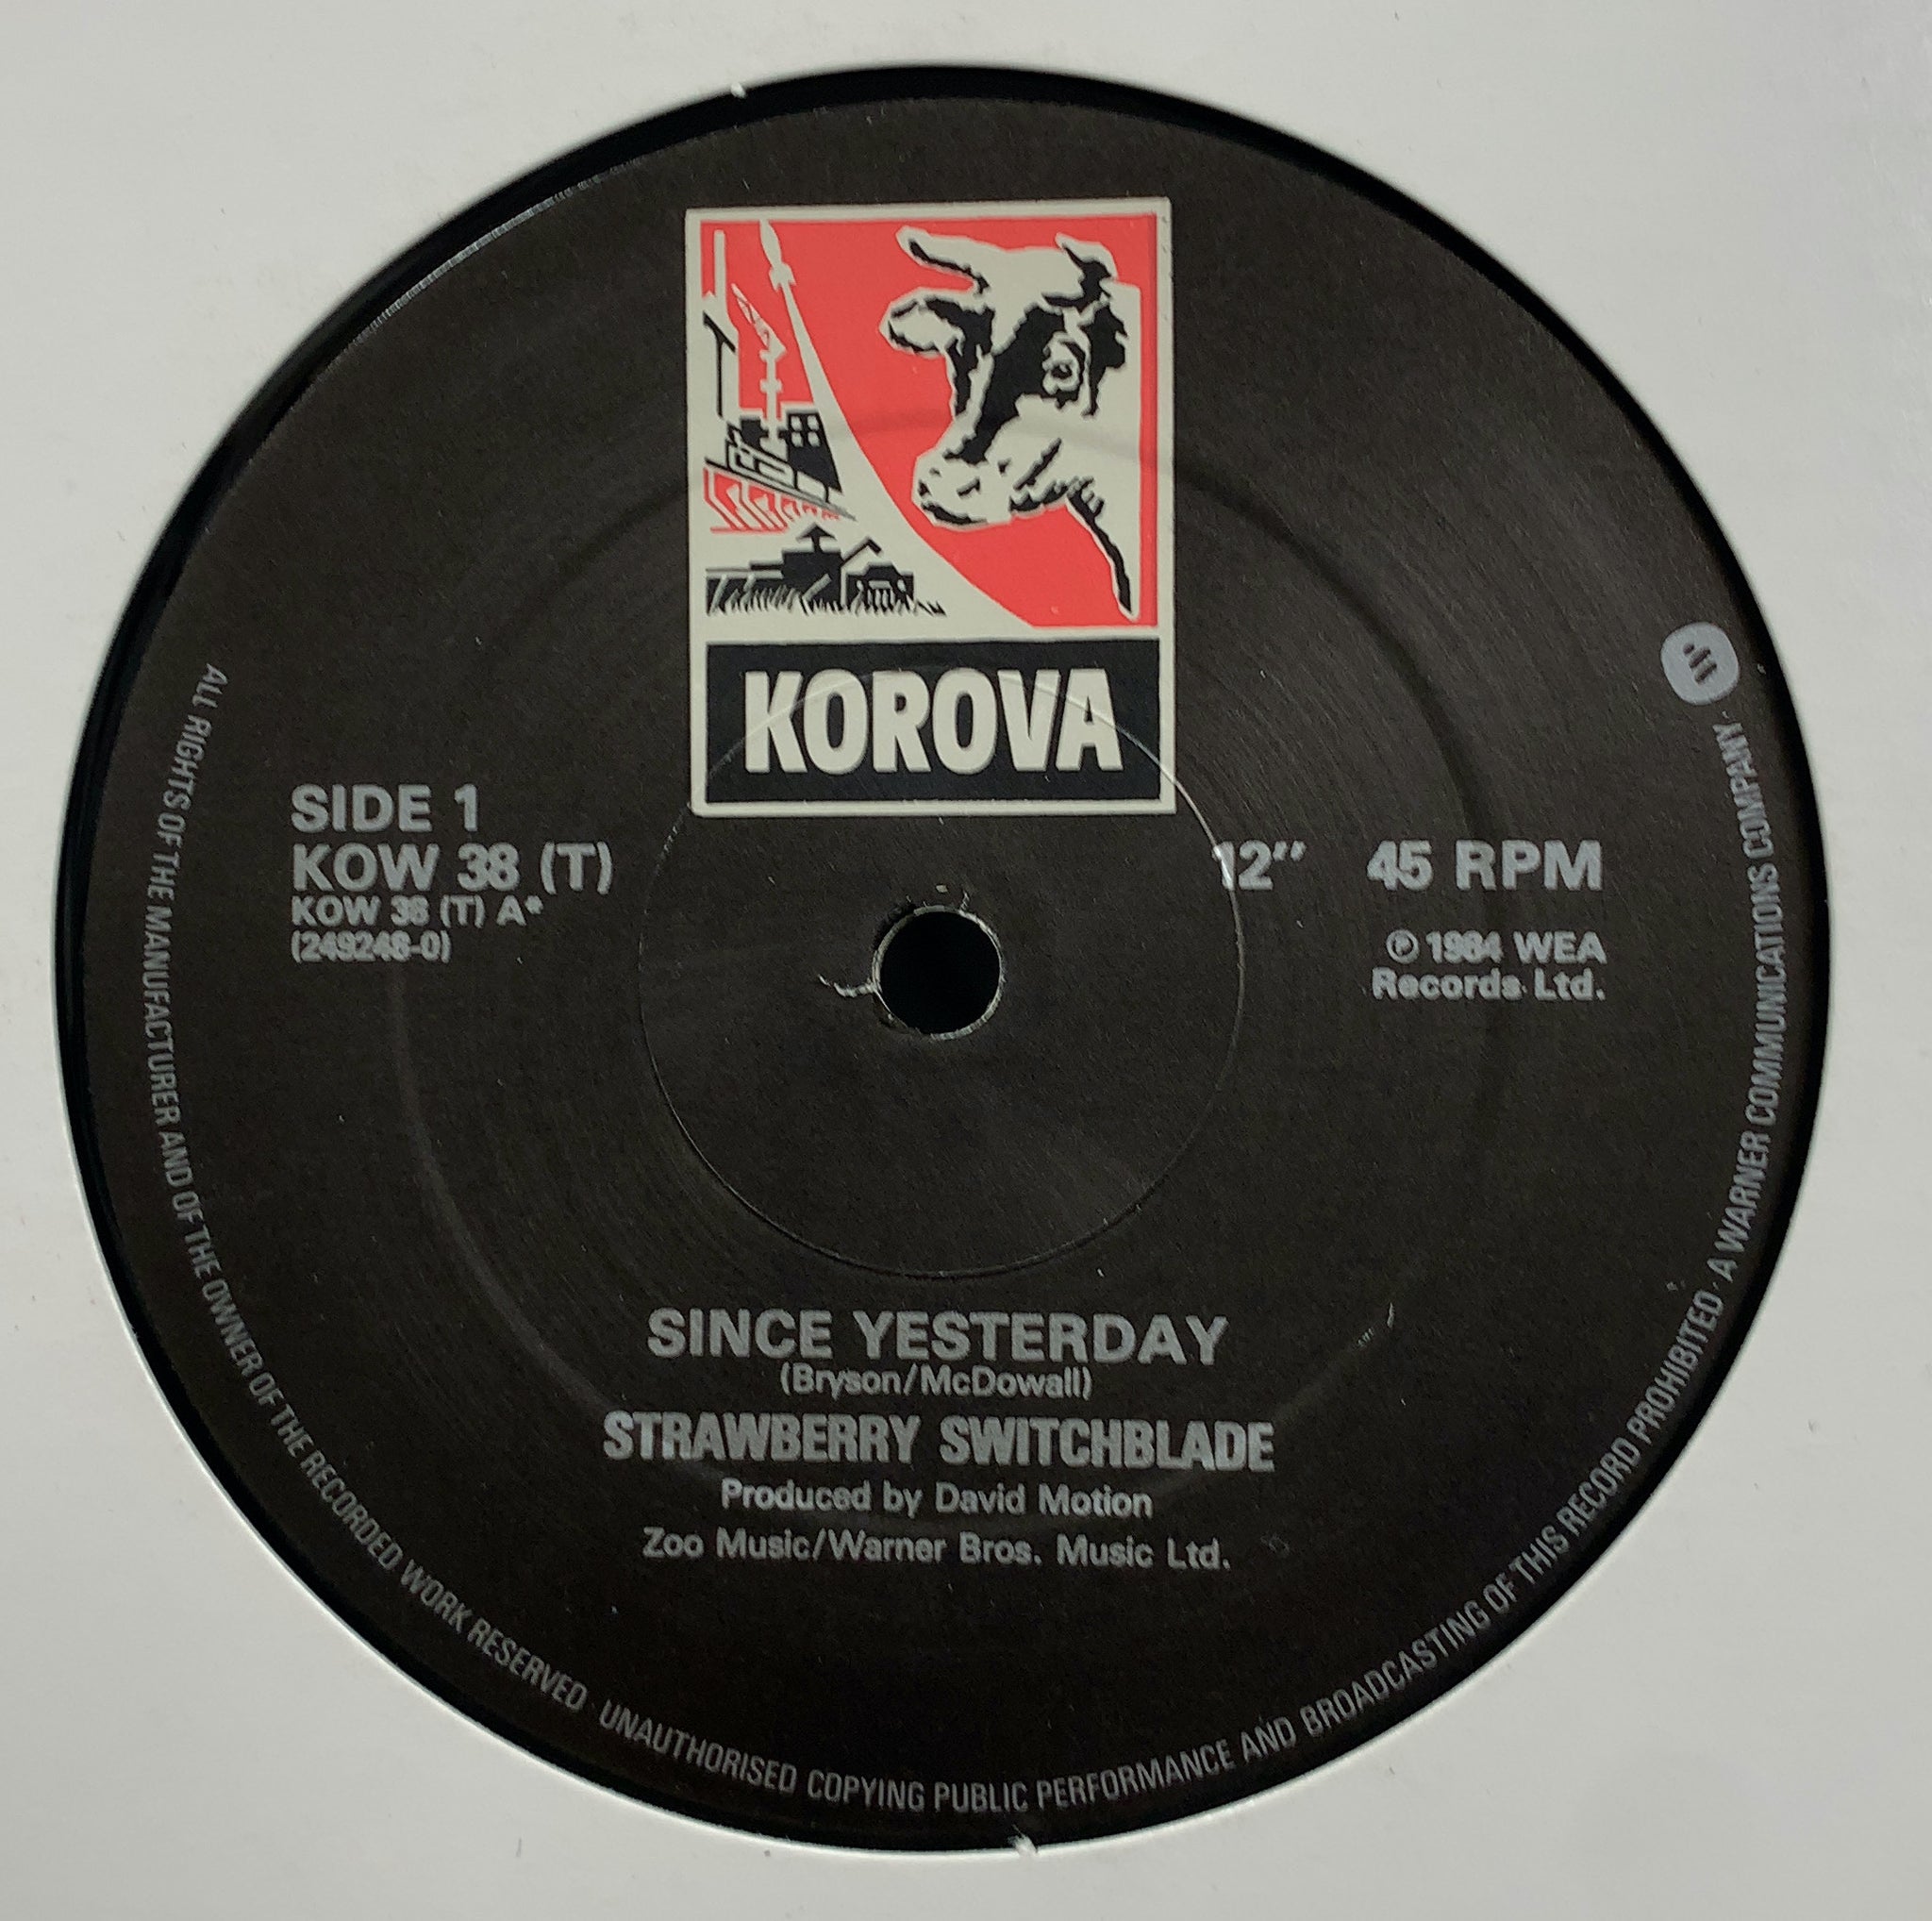 KOROVA
SIDE 1
KOW 38 (T)
KOW 38 (T) A*
(249248-0)
12" 45 RPM
Ⓟ 1984 WEA
Records Ltd.
SINCE YESTERDAY
(Bryson/McDowall)
STRAWBERRY SWITCHBLADE
Produced by David Motion
Zoo Music/Warner Bros. Music Ltd.
ALL RIGHTS OF THE MANUFACTURER AND OF THE OWNER OF THE RECORDED WORK RESERVED · UNAUTHORISED COPYING PUBLIC PERFORMANCE AND BROADCASTING OF THIS RECORD PROHIBITED · A WARNER COMMUNICATIONS COMPANY ·